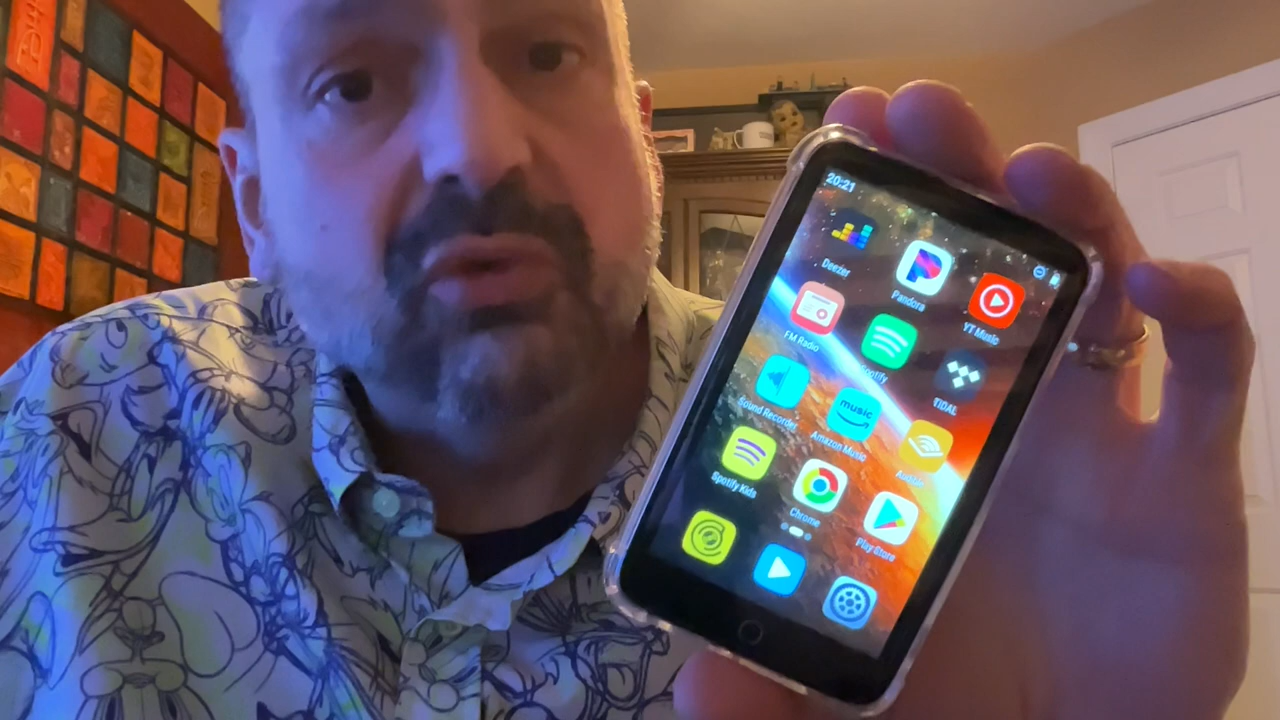 20:21
Deezer
Pandora
YT Music
FM Radio
Spotify
TIDAL
Sound Recorder
music
Amazon Music
Audible
Spotify Kids
Chrome
Play Store